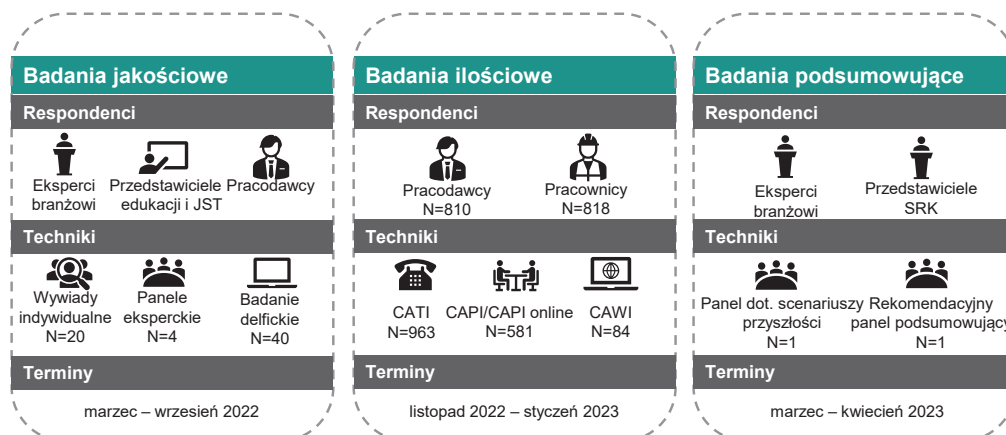 Badania jakościowe
Respondenci
Eksperci
branżowi
Przedstawiciele
edukacji i JST
Pracodawcy
Techniki
Wywiady
indywidualne
N=20
Panele
eksperckie
N=4
Badanie
delfickie
N=40
Terminy
marzec – wrzesień 2022
Badania ilościowe
Respondenci
Pracodawcy
N=810
Pracownicy
N=818
Techniki
CATI
N=963
CAPI/CAPI online
N=581
CAWI
N=84
Terminy
listopad 2022 – styczeń 2023
Badania podsumowujące
Respondenci
Eksperci
branżowi
Przedstawiciele
SRK
Techniki
Panel dot. scenariuszy
przyszłości
N=1
Rekomendacyjny
panel podsumowujący
N=1
Terminy
marzec – kwiecień 2023